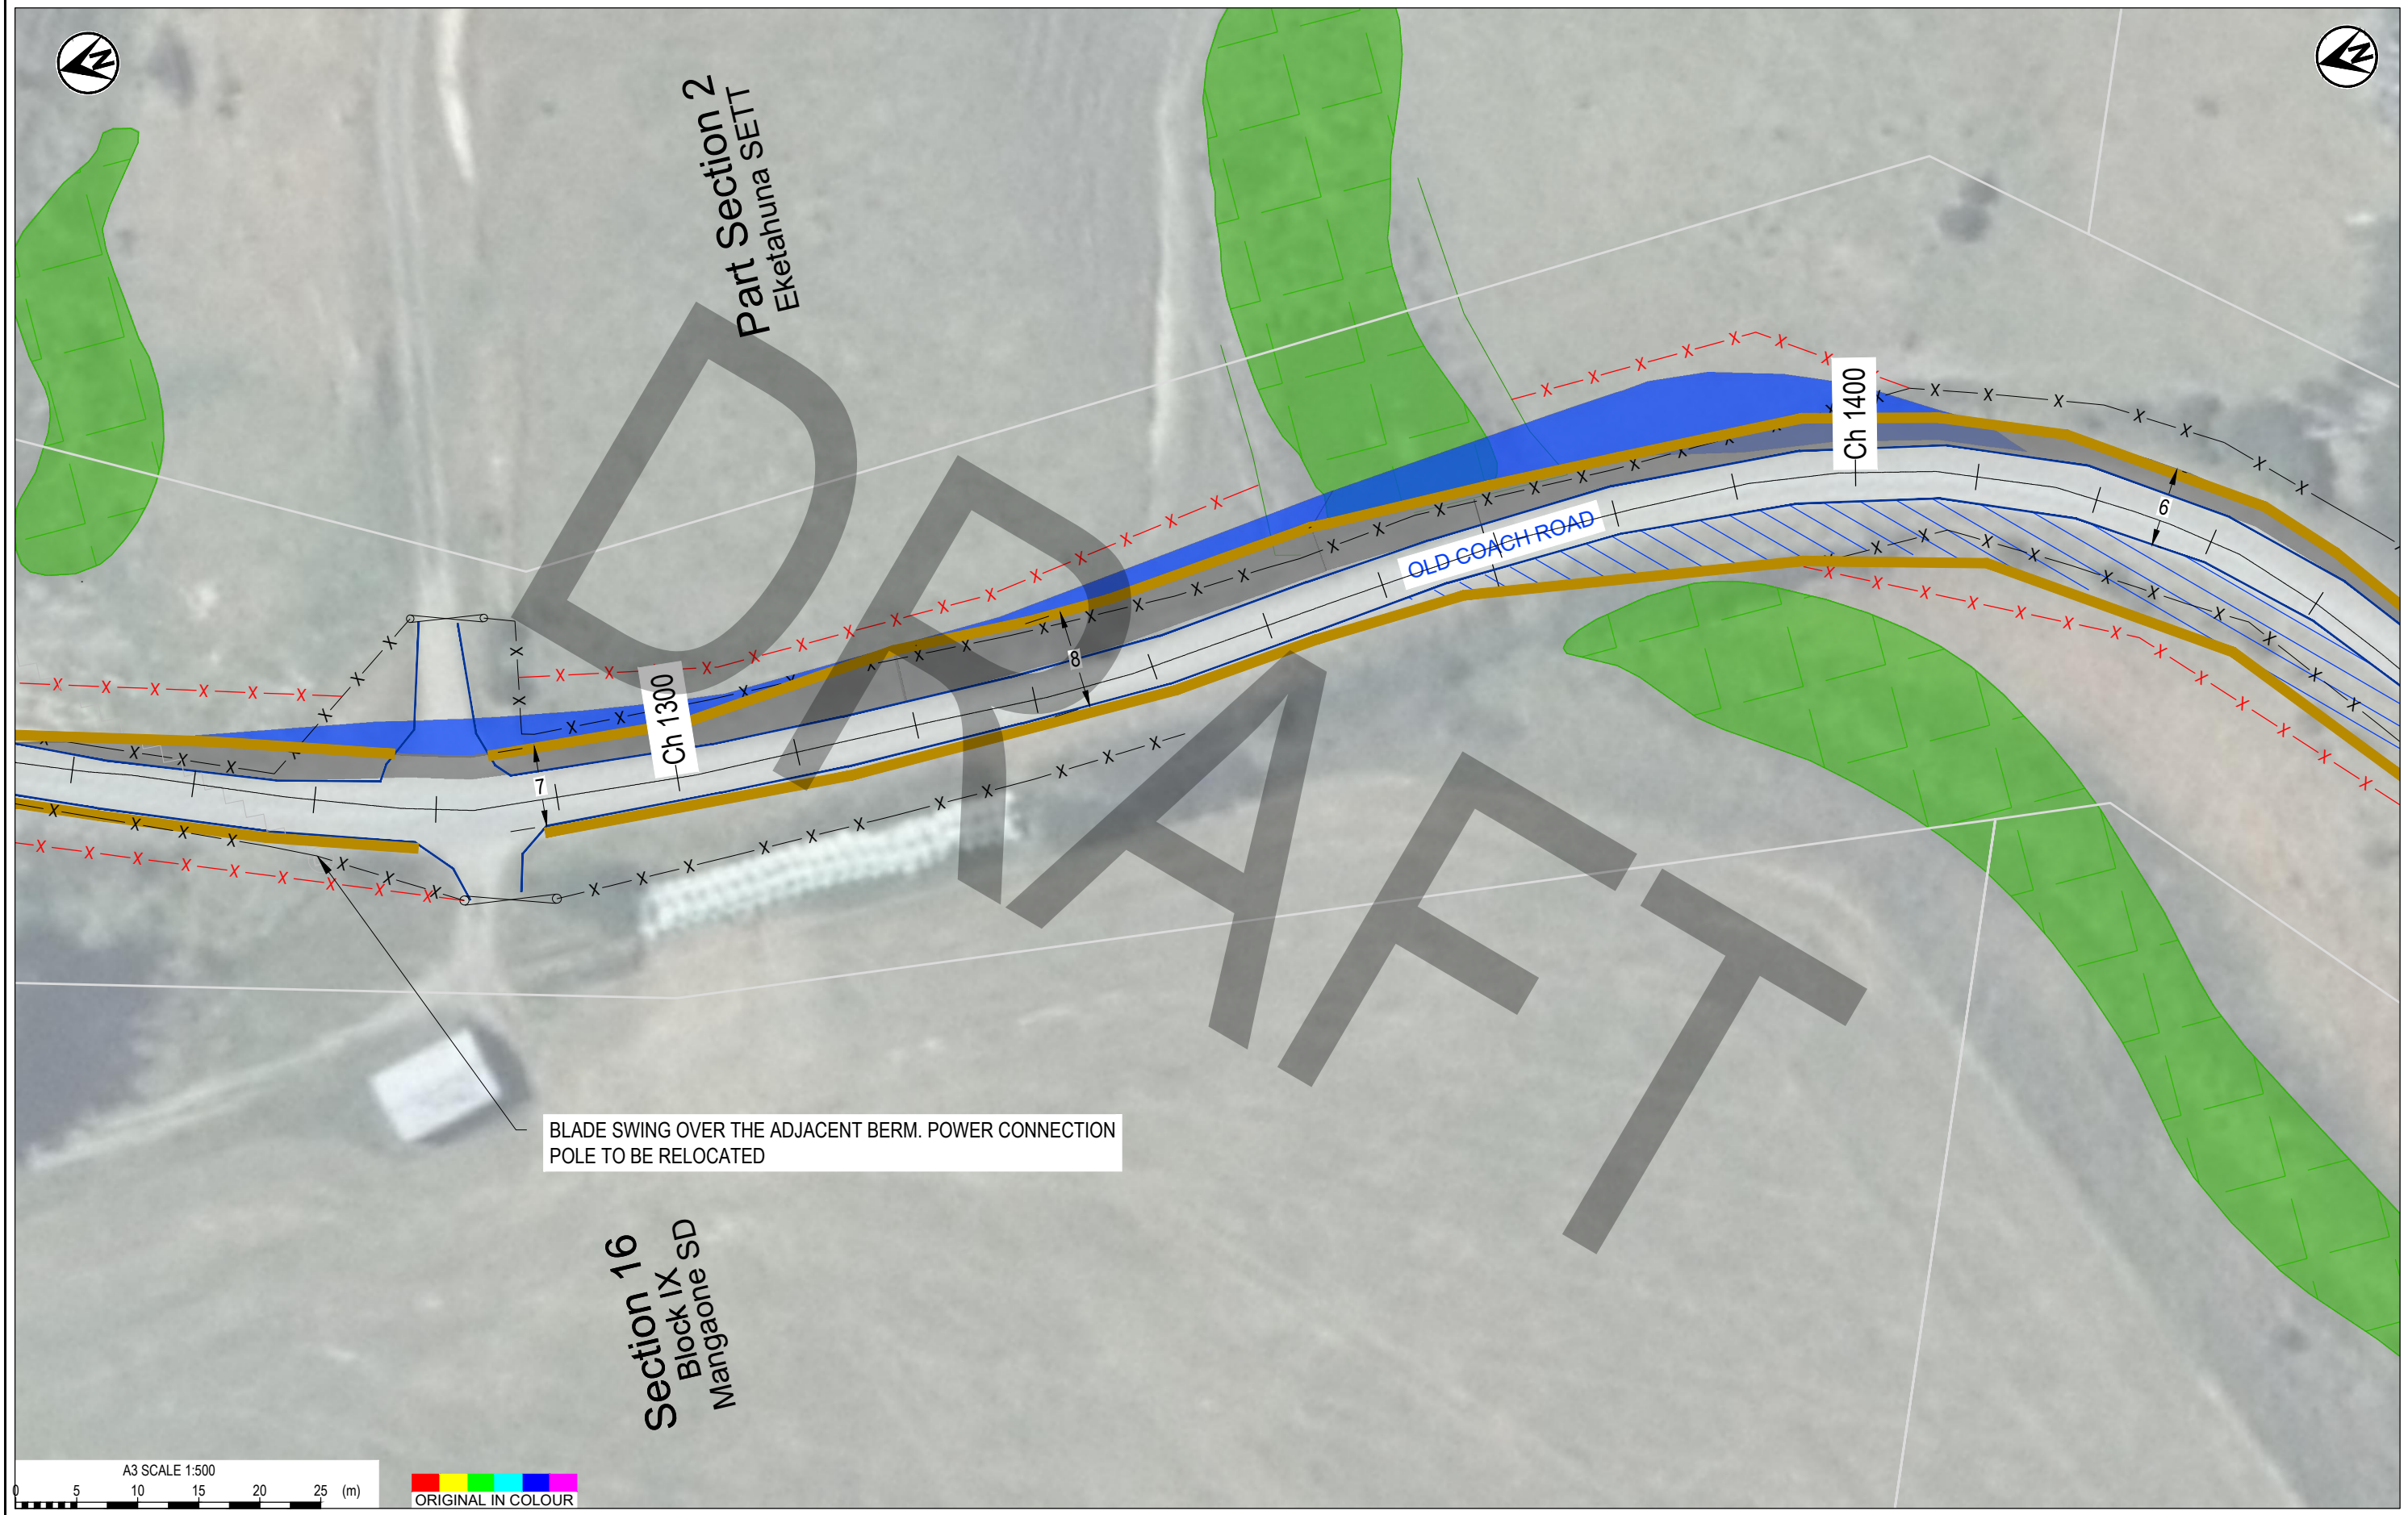 N
N
Part Section 2
Eketahuna SETT
Ch 1400
6
OLD COACH ROAD
8
Ch 1300
7
DRAFT
BLADE SWING OVER THE ADJACENT BERM. POWER CONNECTION
POLE TO BE RELOCATED
Section 16
Block IX
Mangaone SD
A3 SCALE 1:500
0 5 10 15 20 25 (m)
ORIGINAL IN COLOUR